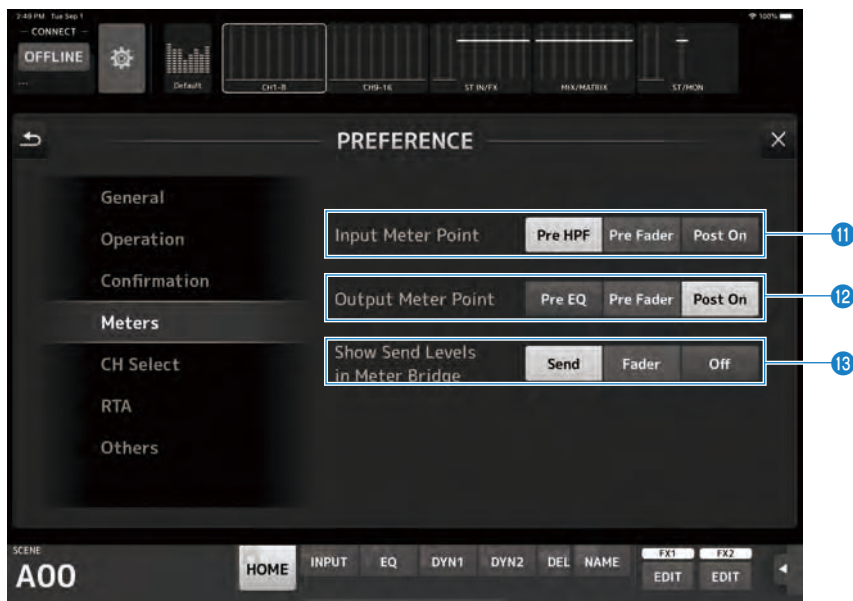 2:49 PM Tue Sep 1
100%
CONNECT
OFFLINE
...
Default
CH1-8
CH9-16
ST IN/FX
MIX/MATRIX
ST/MON
PREFERENCE
General
Operation
Confirmation
Meters
CH Select
RTA
Others
Input Meter Point Pre HPF Pre Fader Post On
11
Output Meter Point Pre EQ Pre Fader Post On
12
Show Send Levels
in Meter Bridge
Send Fader Off
13
SCENE
A00
HOME INPUT EQ DYN1 DYN2 DEL NAME
FX1 FX2
EDIT EDIT